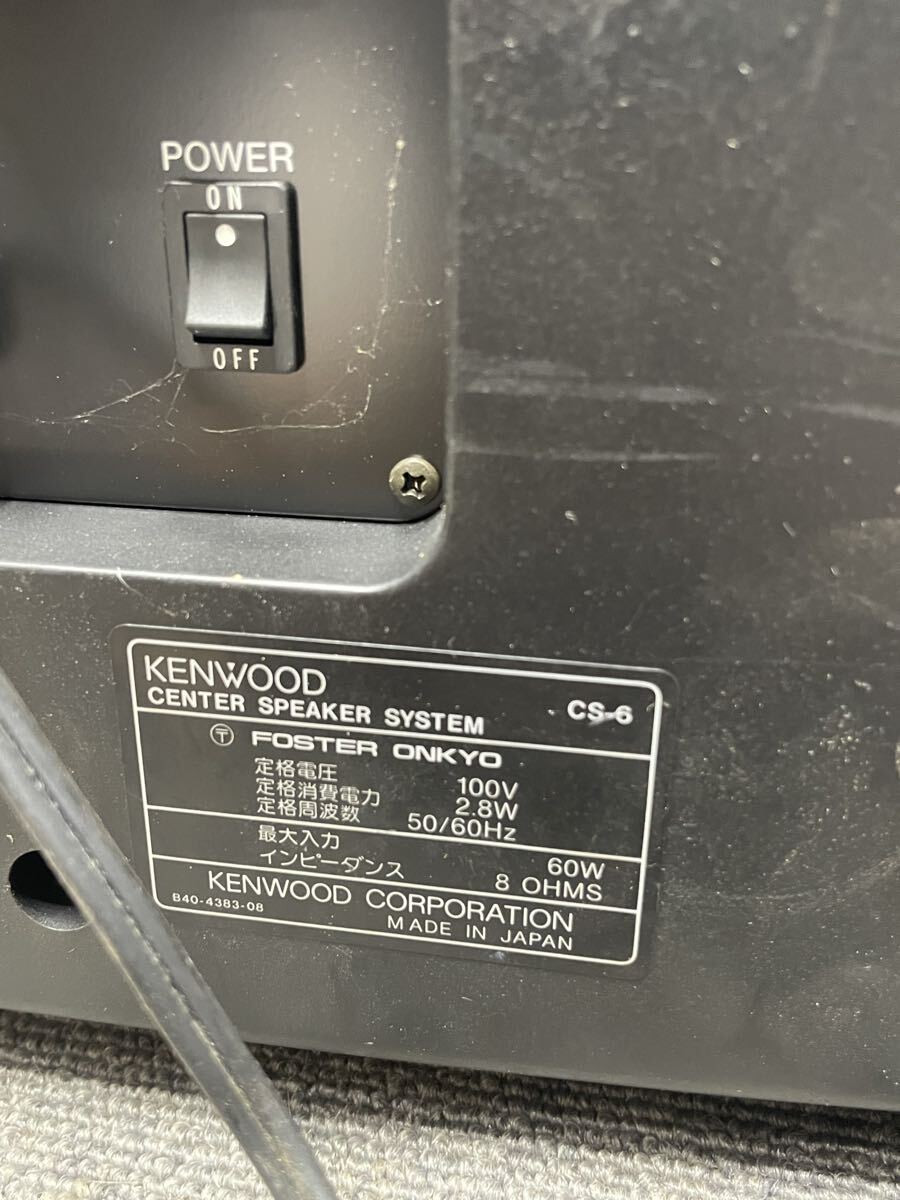 POWER
ON
OFF
KENWOOD
CENTER SPEAKER SYSTEM CS-6
〒 FOSTER ONKYO
定格電圧 100V
定格消費電力 2.8W
定格周波数 50/60Hz
最大入力 60W
インピーダンス 8 OHMS
KENWOOD CORPORATION
B40-4383-08 MADE IN JAPAN